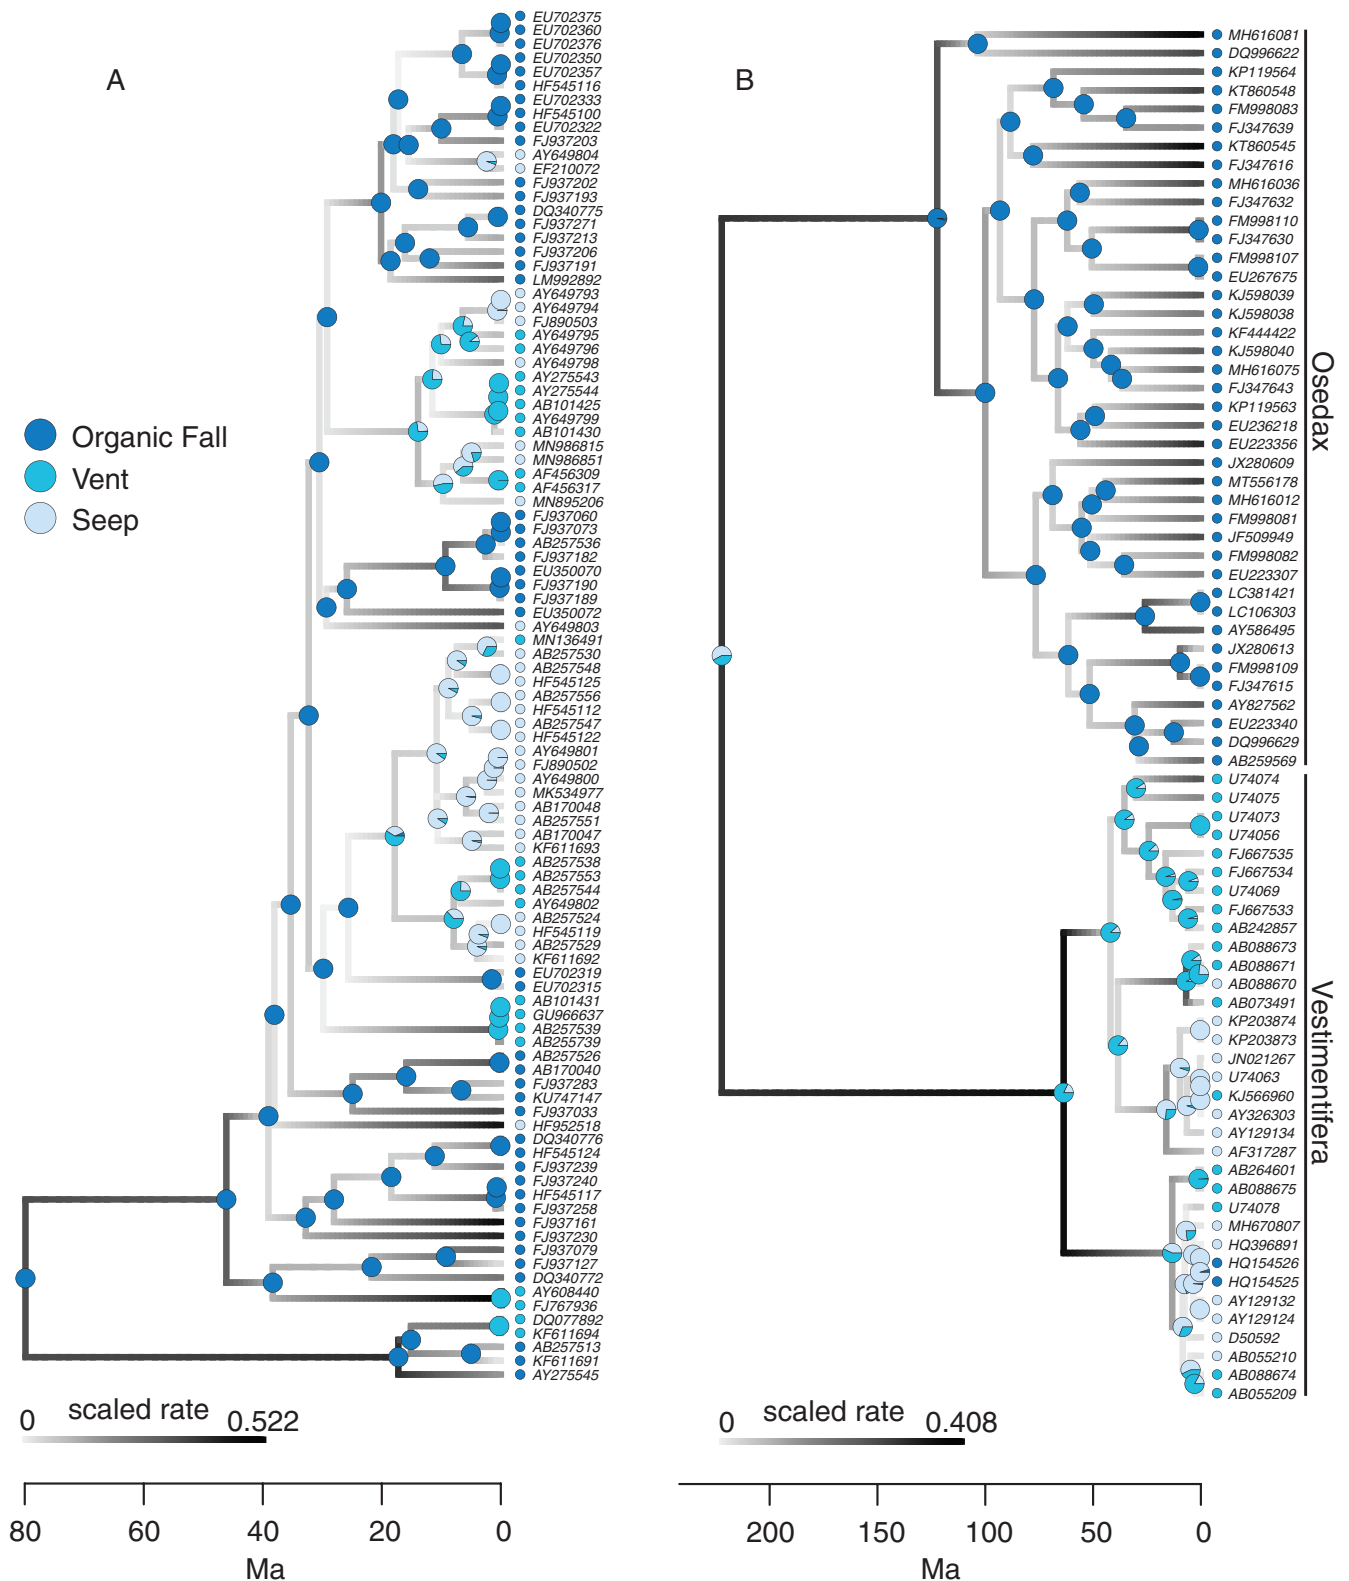 A
EU702375
EU702360
EU702376
EU702350
EU702357
HF545116
EU702333
HF545100
EU702322
FJ937203
AY649804
EF210072
FJ937202
FJ937193
DQ340775
FJ937271
FJ937213
FJ937206
FJ937191
LM992892
AY649793
AY649794
FJ890503
AY649795
AY649796
AY649798
AY275543
AY275544
AB101425
AY649799
AB101430
MN986815
MN986851
AF456309
AF456317
MN895206
FJ937060
FJ937073
AB257536
FJ937182
EU350070
FJ937190
FJ937189
EU350072
AY649803
MN136491
AB257530
AB257548
HF545125
AB257556
HF545112
AB257547
HF545122
AY649801
FJ890502
AY649800
MK534977
AB170048
AB257551
AB170047
KF611693
AB257538
AB257553
AB257544
AY649802
AB257524
HF545119
AB257529
KF611692
EU702319
EU702315
AB101431
GU966637
AB257539
AB255739
AB257526
AB170040
FJ937283
KU747147
FJ937033
HF952518
DQ340776
HF545124
FJ937239
FJ937240
HF545117
FJ937258
FJ937161
FJ937230
FJ937079
FJ937127
DQ340772
AY608440
FJ767936
DQ077892
KF611694
AB257513
KF611691
AY275545
Organic Fall
Vent
Seep
0 scaled rate 0.522
80 60 40 20 0
Ma
B
MH616081
DQ996622
KP119564
KT860548
FM998083
FJ347639
KT860545
FJ347616
MH616036
FJ347632
FM998110
FJ347630
FM998107
EU267675
KJ598039
KJ598038
KF444422
KJ598040
MH616075
FJ347643
KP119563
EU236218
EU223356
JX280609
MT556178
MH616012
FM998081
JF509949
FM998082
EU223307
LC381421
LC106303
AY586495
JX280613
FM998109
FJ347615
AY827562
EU223340
DQ996629
AB259569
U74074
U74075
U74073
U74056
FJ667535
FJ667534
U74069
FJ667533
AB242857
AB088673
AB088671
AB088670
AB073491
KP203874
KP203873
JN021267
U74063
KJ566960
AY326303
AY129134
AF317287
AB264601
AB088675
U74078
MH670807
HQ396891
HQ154526
HQ154525
AY129132
AY129124
D50592
AB055210
AB088674
AB055209
Osedax
Vestimentifera
0 scaled rate 0.408
200 150 100 50 0
Ma